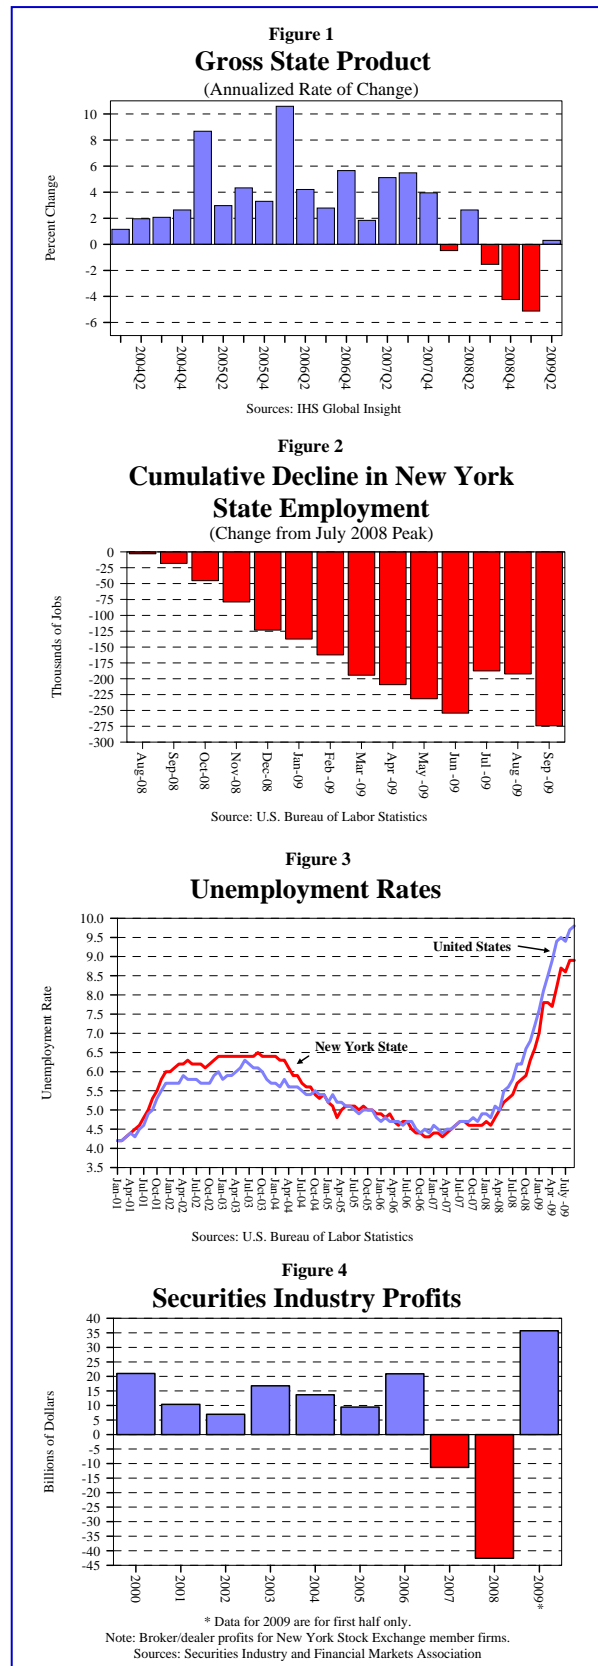 Figure 1
Gross State Product
(Annualized Rate of Change)
10
8
6
4
2
0
-2
-4
-6
Percent Change
2004Q2
2004Q4
2005Q2
2005Q4
2006Q2
2006Q4
2007Q2
2007Q4
2008Q2
2008Q4
2009Q2
Sources: IHS Global Insight
Figure 2
Cumulative Decline in New York
State Employment
(Change from July 2008 Peak)
0
-25
-50
-75
-100
-125
-150
-175
-200
-225
-250
-275
-300
Thousands of Jobs
Aug-08
Sep-08
Oct-08
Nov-08
Dec-08
Jan-09
Feb -09
Mar -09
Apr -09
May -09
Jun -09
Jul -09
Aug -09
Sep -09
Source: U.S. Bureau of Labor Statistics
Figure 3
Unemployment Rates
10.0
9.5
9.0
8.5
8.0
7.5
7.0
6.5
6.0
5.5
5.0
4.5
4.0
3.5
Unemployment Rate
United States
New York State
Jan-01
Apr-01
Jul-01
Oct-01
Jan-02
Apr-02
Jul-02
Oct-02
Jan-03
Apr-03
Jul-03
Oct-03
Jan-04
Apr-04
Jul-04
Oct-04
Jan-05
Apr-05
Jul-05
Oct-05
Jan-06
Apr-06
Jul-06
Oct-06
Jan-07
Apr-07
Jul-07
Oct-07
Jan-08
Apr-08
Jul-08
Oct-08
Jan-09
Apr -09
July -09
Sources: U.S. Bureau of Labor Statistics
Figure 4
Securities Industry Profits
40
35
30
25
20
15
10
5
0
-5
-10
-15
-20
-25
-30
-35
-40
-45
Billions of Dollars
2000
2001
2002
2003
2004
2005
2006
2007
2008
2009*
* Data for 2009 are for first half only.
Note: Broker/dealer profits for New York Stock Exchange member firms.
Sources: Securities Industry and Financial Markets Association